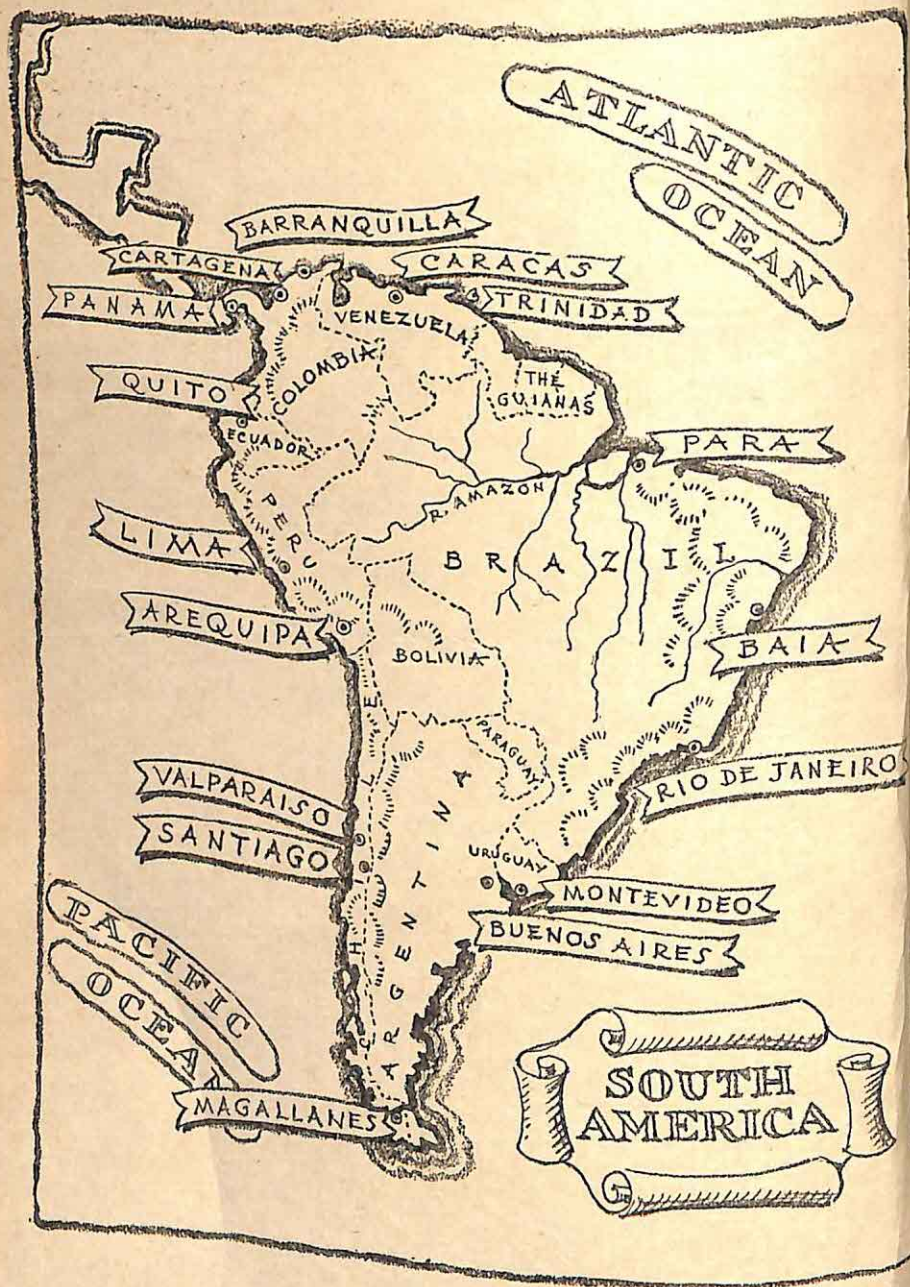 ATLANTIC
OCEAN
BARRANQUILLA
CARTAGENA
CARACAS
PANAMA
TRINIDAD
VENEZUELA
COLOMBIA
THE
GUIANAS
QUITO
ECUADOR
PARA
R. AMAZON
PERU
LIMA
BRAZIL
AREQUIPA
BOLIVIA
BAIA
PARAGUAY
RIO DE JANEIRO
VALPARAISO
SANTIAGO
CHILE
ARGENTINA
URUGUAY
MONTEVIDEO
BUENOS AIRES
PACIFIC
OCEAN
MAGALLANES
SOUTH
AMERICA